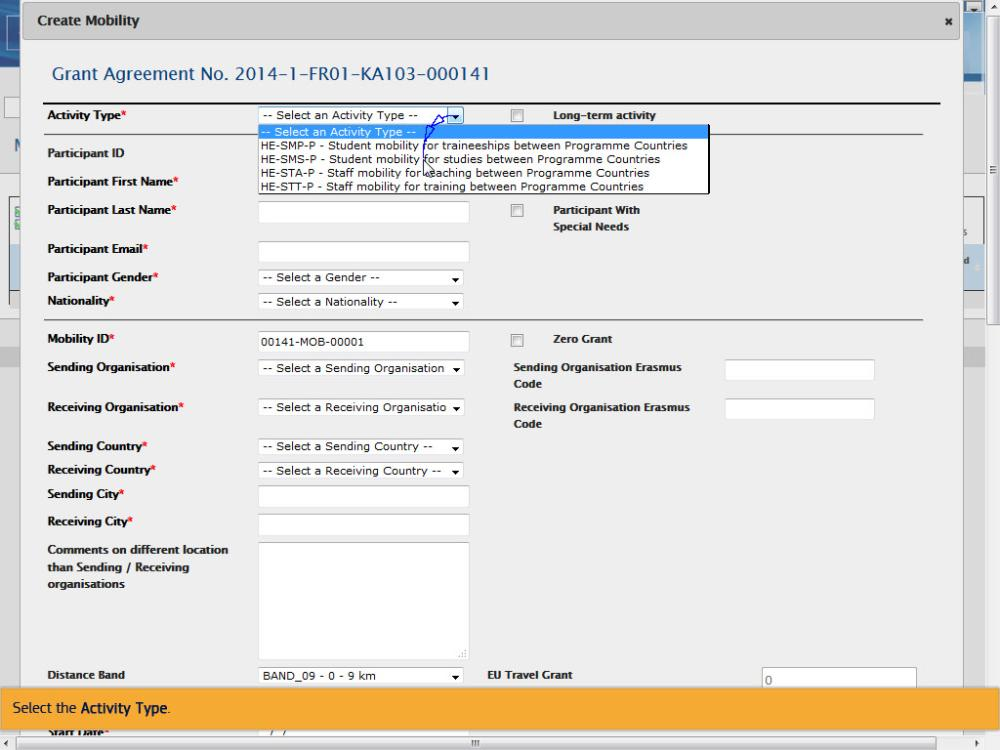 Create Mobility
Grant Agreement No. 2014-1-FR01-KA103-000141
Activity Type* -- Select an Activity Type -- Long-term activity
-- Select an Activity Type --
HE-SMP-P - Student mobility for traineeships between Programme Countries
Participant ID HE-SMS-P - Student mobility for studies between Programme Countries
HE-STA-P - Staff mobility for teaching between Programme Countries
Participant First Name* HE-STT-P - Staff mobility for training between Programme Countries
Participant Last Name* Participant With
Special Needs
Participant Email*
Participant Gender* -- Select a Gender --
Nationality* -- Select a Nationality --
Mobility ID* 00141-MOB-00001 Zero Grant
Sending Organisation* -- Select a Sending Organisation Sending Organisation Erasmus
Code
Receiving Organisation* -- Select a Receiving Organisatio Receiving Organisation Erasmus
Code
Sending Country* -- Select a Sending Country --
Receiving Country* -- Select a Receiving Country --
Sending City*
Receiving City*
Comments on different location
than Sending / Receiving
organisations
Distance Band BAND_09 - 0 - 9 km EU Travel Grant 0
Select the Activity Type.
Start Date* / /